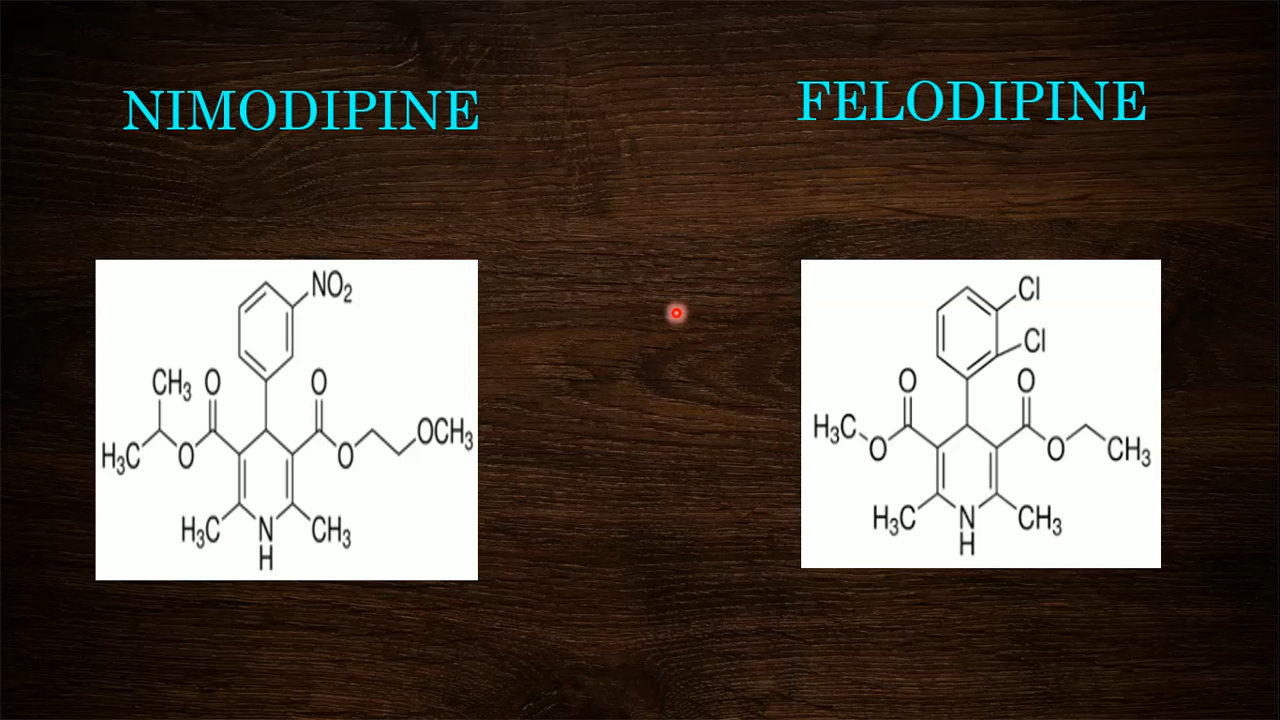 NIMODIPINE
FELODIPINE
NO₂
CH₃ O O
H₃C O O OCH₃
H₃C N CH₃
H
Cl
Cl
O O
H₃C O O CH₃
H₃C N CH₃
H